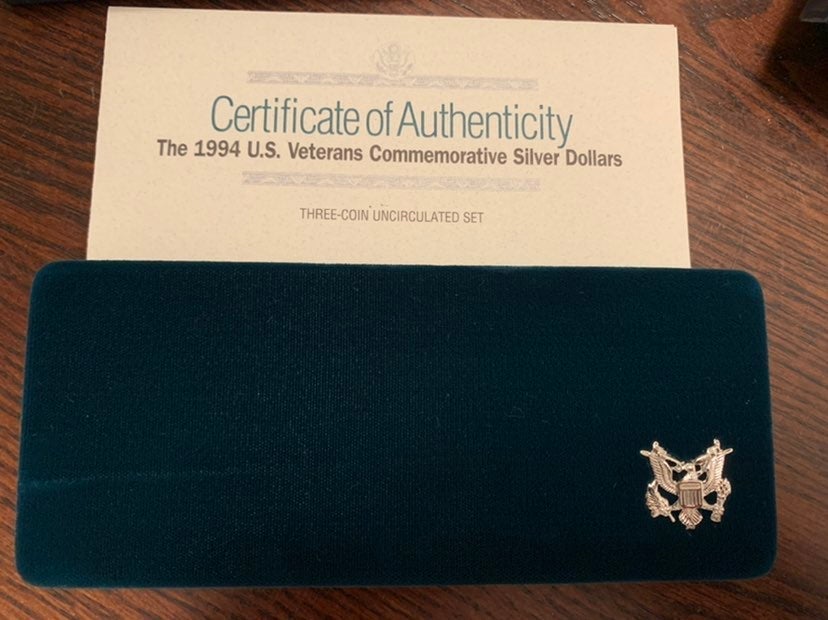 Certificate of Authenticity
The 1994 U.S. Veterans Commemorative Silver Dollars
THREE-COIN UNCIRCULATED SET